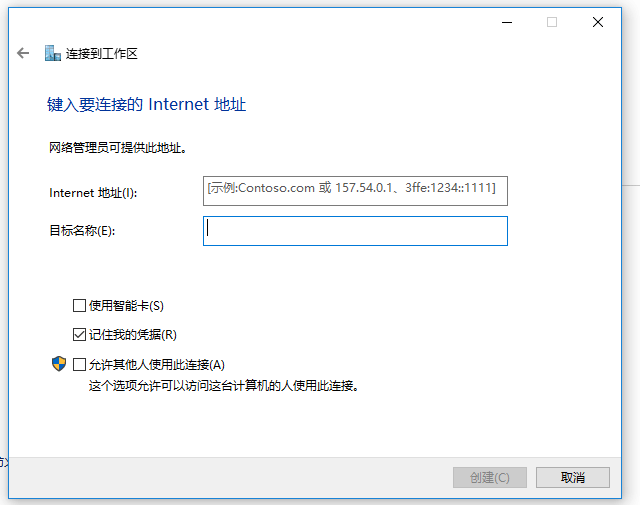 连接到工作区
键入要连接的 Internet 地址
网络管理员可提供此地址。
Internet 地址(I):
[示例:Contoso.com 或 157.54.0.1、3ffe:1234::1111]
目标名称(E):
使用智能卡(S)
记住我的凭据(R)
允许其他人使用此连接(A)
这个选项允许可以访问这台计算机的人使用此连接。
创建(C)
取消